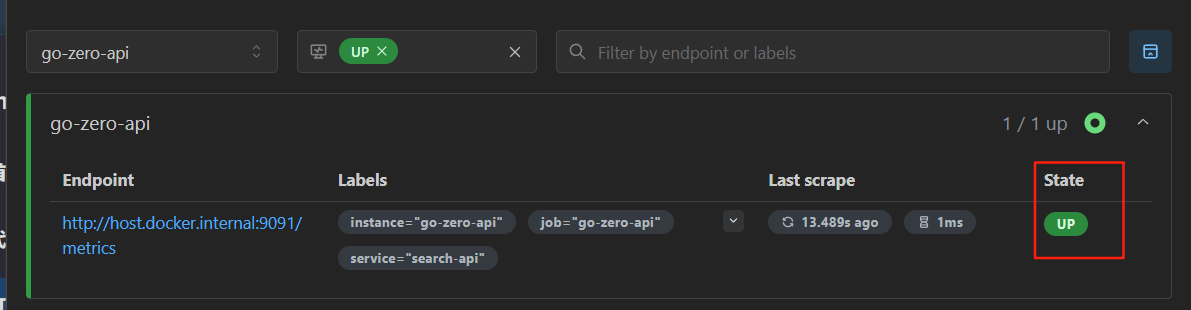 go-zero-api UP Filter by endpoint or labels
go-zero-api 1 / 1 up
Endpoint Labels Last scrape State
http://host.docker.internal:9091/ instance="go-zero-api" job="go-zero-api" 13.489s ago 1ms UP
metrics service="search-api"